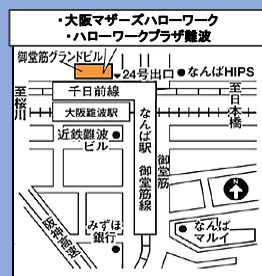 ・大阪マザーズハローワーク
・ハローワークプラザ難波
御堂筋グランドビル
24号出口
なんばHIPS
至桜川
千日前線
至日本橋
大阪難波駅
近鉄難波ビル
なんば駅 御堂筋線
御堂筋
阪神高速
みずほ銀行
なんばマルイ